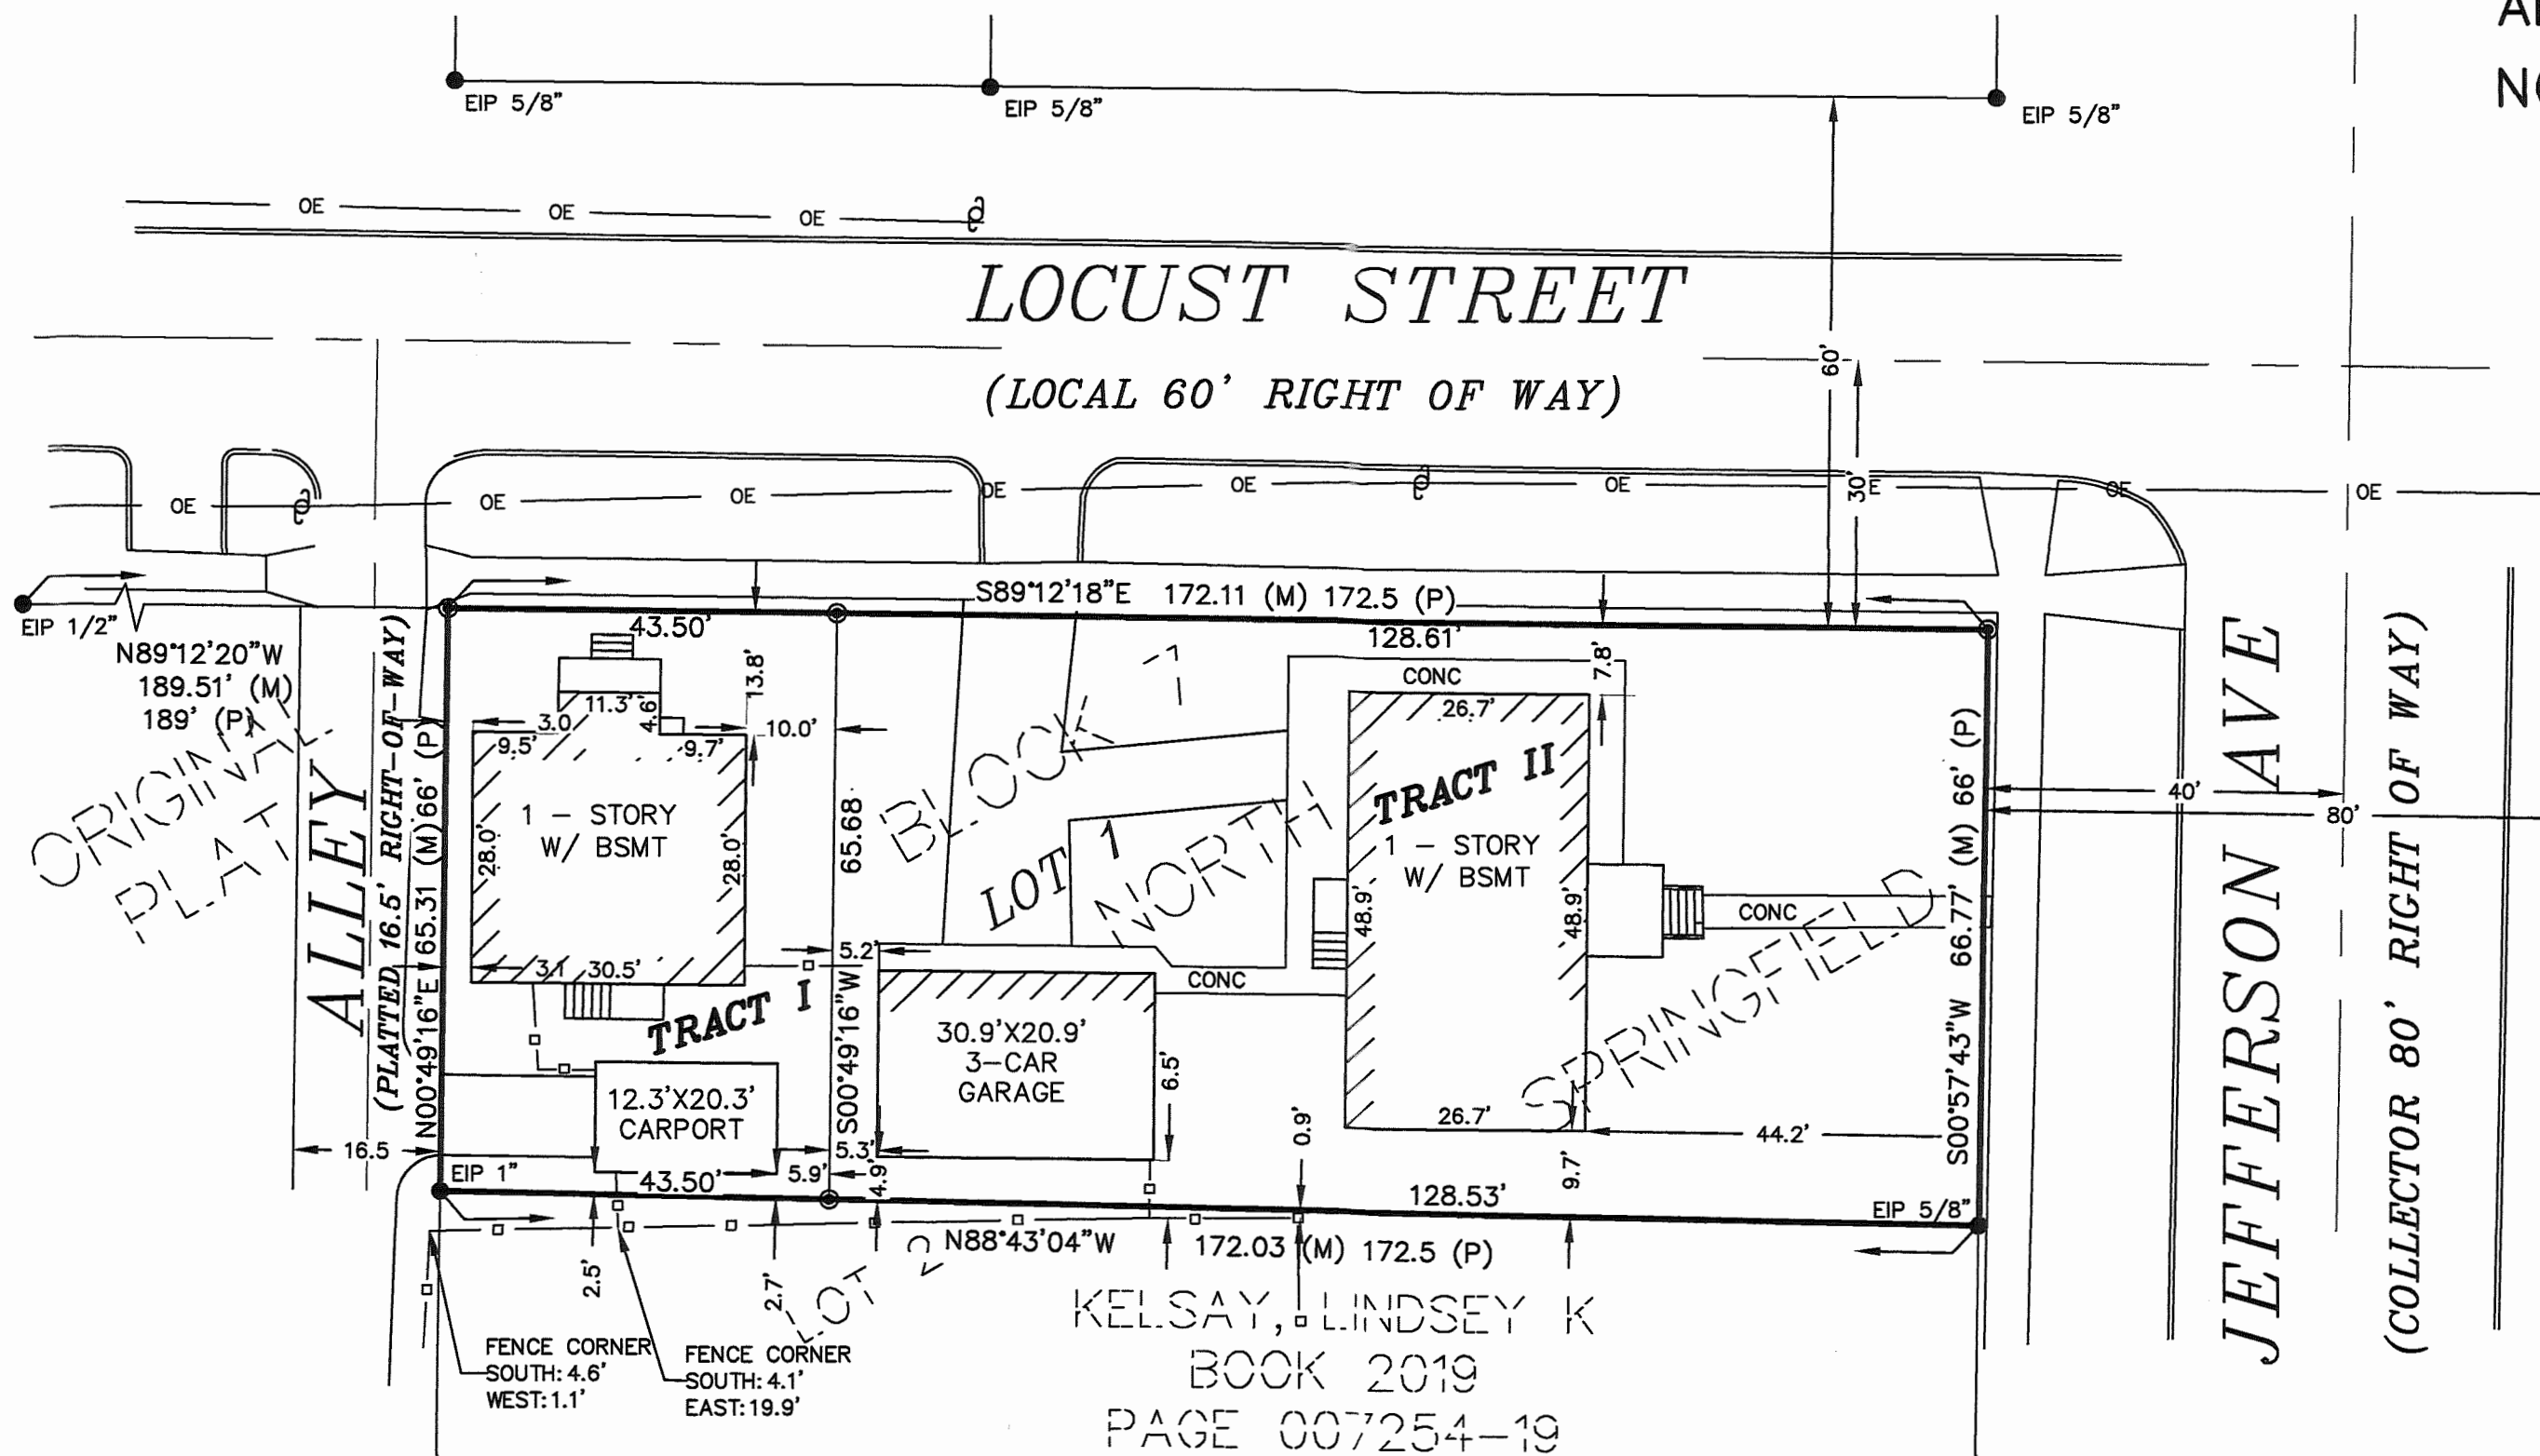 EIP 5/8"
EIP 5/8"
EIP 5/8"
OE
OE
OE
LOCUST STREET
(LOCAL 60' RIGHT OF WAY)
60'
30'
OE
OE
OE
OE
OE
OE
OE
OE
S89°12'18"E 172.11 (M) 172.5 (P)
EIP 1/2"
N89°12'20"W
189.51' (M)
189' (P)
43.50'
128.61'
ORIGINAL
PLAT
ALLEY
(PLATTED 16.5' RIGHT-OF-WAY)
N00°49'16"E 65.31 (M) 66' (P)
16.5
11.3'
4.6'
3.0
9.5'
9.7'
13.8'
10.0'
1 - STORY
W/ BSMT
28.0'
28.0'
3.1
30.5'
TRACT I
65.68
S00°49'16"W
5.2'
12.3'X20.3'
CARPORT
EIP 1"
43.50'
5.9'
5.3'
4.9'
BLOCK 7
LOT 1
NORTH
SPRINGFIELD
CONC
7.8'
26.7'
TRACT II
1 - STORY
W/ BSMT
48.9'
48.9'
CONC
CONC
30.9'X20.9'
3-CAR
GARAGE
6.5'
0.9'
26.7'
9.7'
44.2'
S00°57'43"W 66.77' (M) 66' (P)
40'
80'
JEFFERSON AVE
(COLLECTOR 80' RIGHT OF WAY)
128.53'
EIP 5/8"
N88°43'04"W 172.03 (M) 172.5 (P)
2.5'
2.7'
LOT 2
FENCE CORNER
SOUTH: 4.6'
WEST: 1.1'
FENCE CORNER
SOUTH: 4.1'
EAST: 19.9'
KELSAY, LINDSEY K
BOOK 2019
PAGE 007254-19